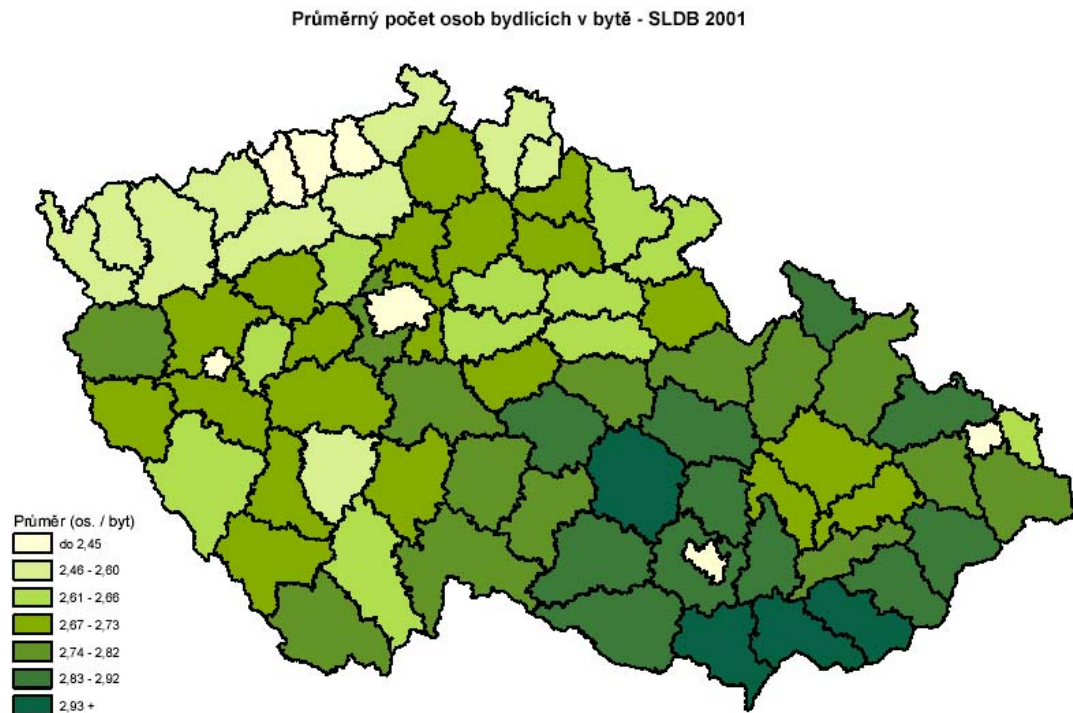 Průměrný počet osob bydlících v bytě - SLDB 2001
Průměr (os. / byt)
do 2,45
2,46 - 2,60
2,61 - 2,66
2,67 - 2,73
2,74 - 2,82
2,83 - 2,92
2,93 +